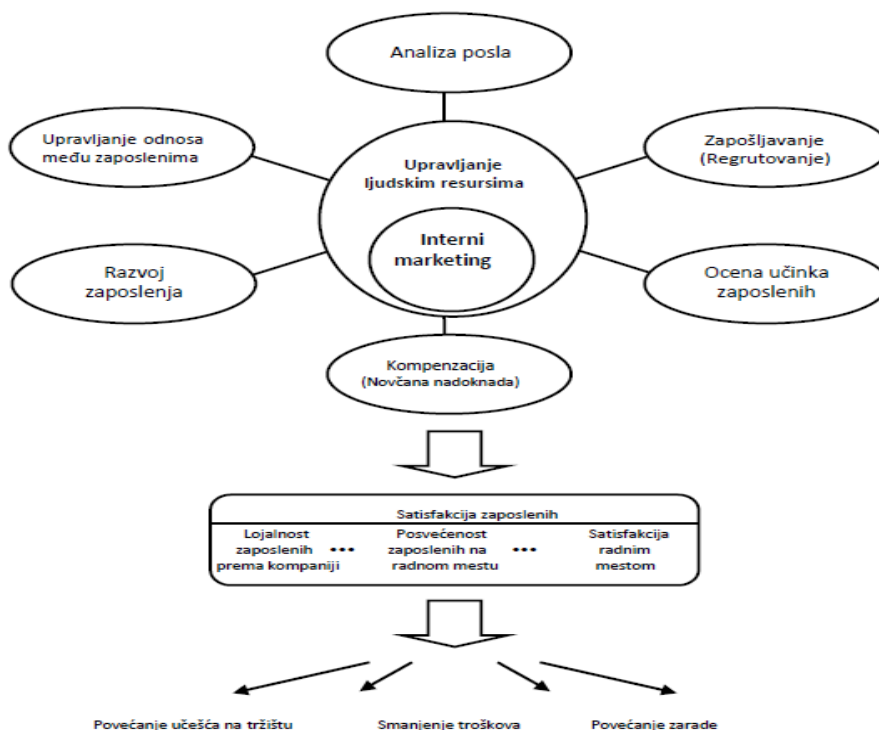 Analiza posla
Upravljanje odnosa
među zaposlenima
Zapošljavanje
(Regrutovanje)
Upravljanje
ljudskim resursima
Interni
marketing
Razvoj
zaposlenja
Ocena učinka
zaposlenih
Kompenzacija
(Novčana nadoknada)
Satisfakcija zaposlenih
Lojalnost
zaposlenih
prema kompaniji
•••
Posvećenost
zaposlenih na
radnom mestu
•••
Satisfakcija
radnim
mestom
Povećanje učešća na tržištu
Smanjenje troškova
Povećanje zarade